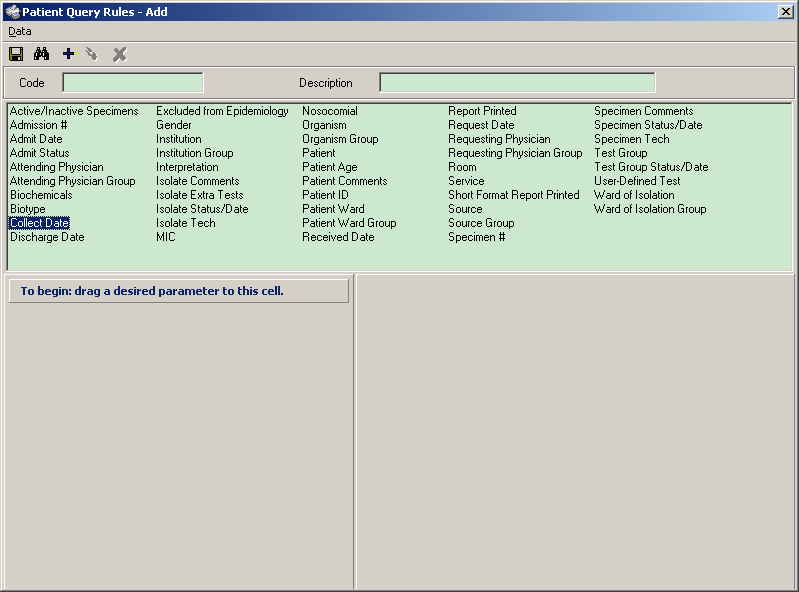 Patient Query Rules - Add
Data
Code Description
Active/Inactive Specimens Excluded from Epidemiology Nosocomial Report Printed Specimen Comments
Admission # Gender Organism Request Date Specimen Status/Date
Admit Date Institution Organism Group Requesting Physician Specimen Tech
Admit Status Institution Group Patient Requesting Physician Group Test Group
Attending Physician Interpretation Patient Age Room Test Group Status/Date
Attending Physician Group Isolate Comments Patient Comments Service User-Defined Test
Biochemicals Isolate Extra Tests Patient ID Short Format Report Printed Ward of Isolation
Biotype Isolate Status/Date Patient Ward Source Ward of Isolation Group
Collect Date Isolate Tech Patient Ward Group Source Group
Discharge Date MIC Received Date Specimen #
To begin: drag a desired parameter to this cell.